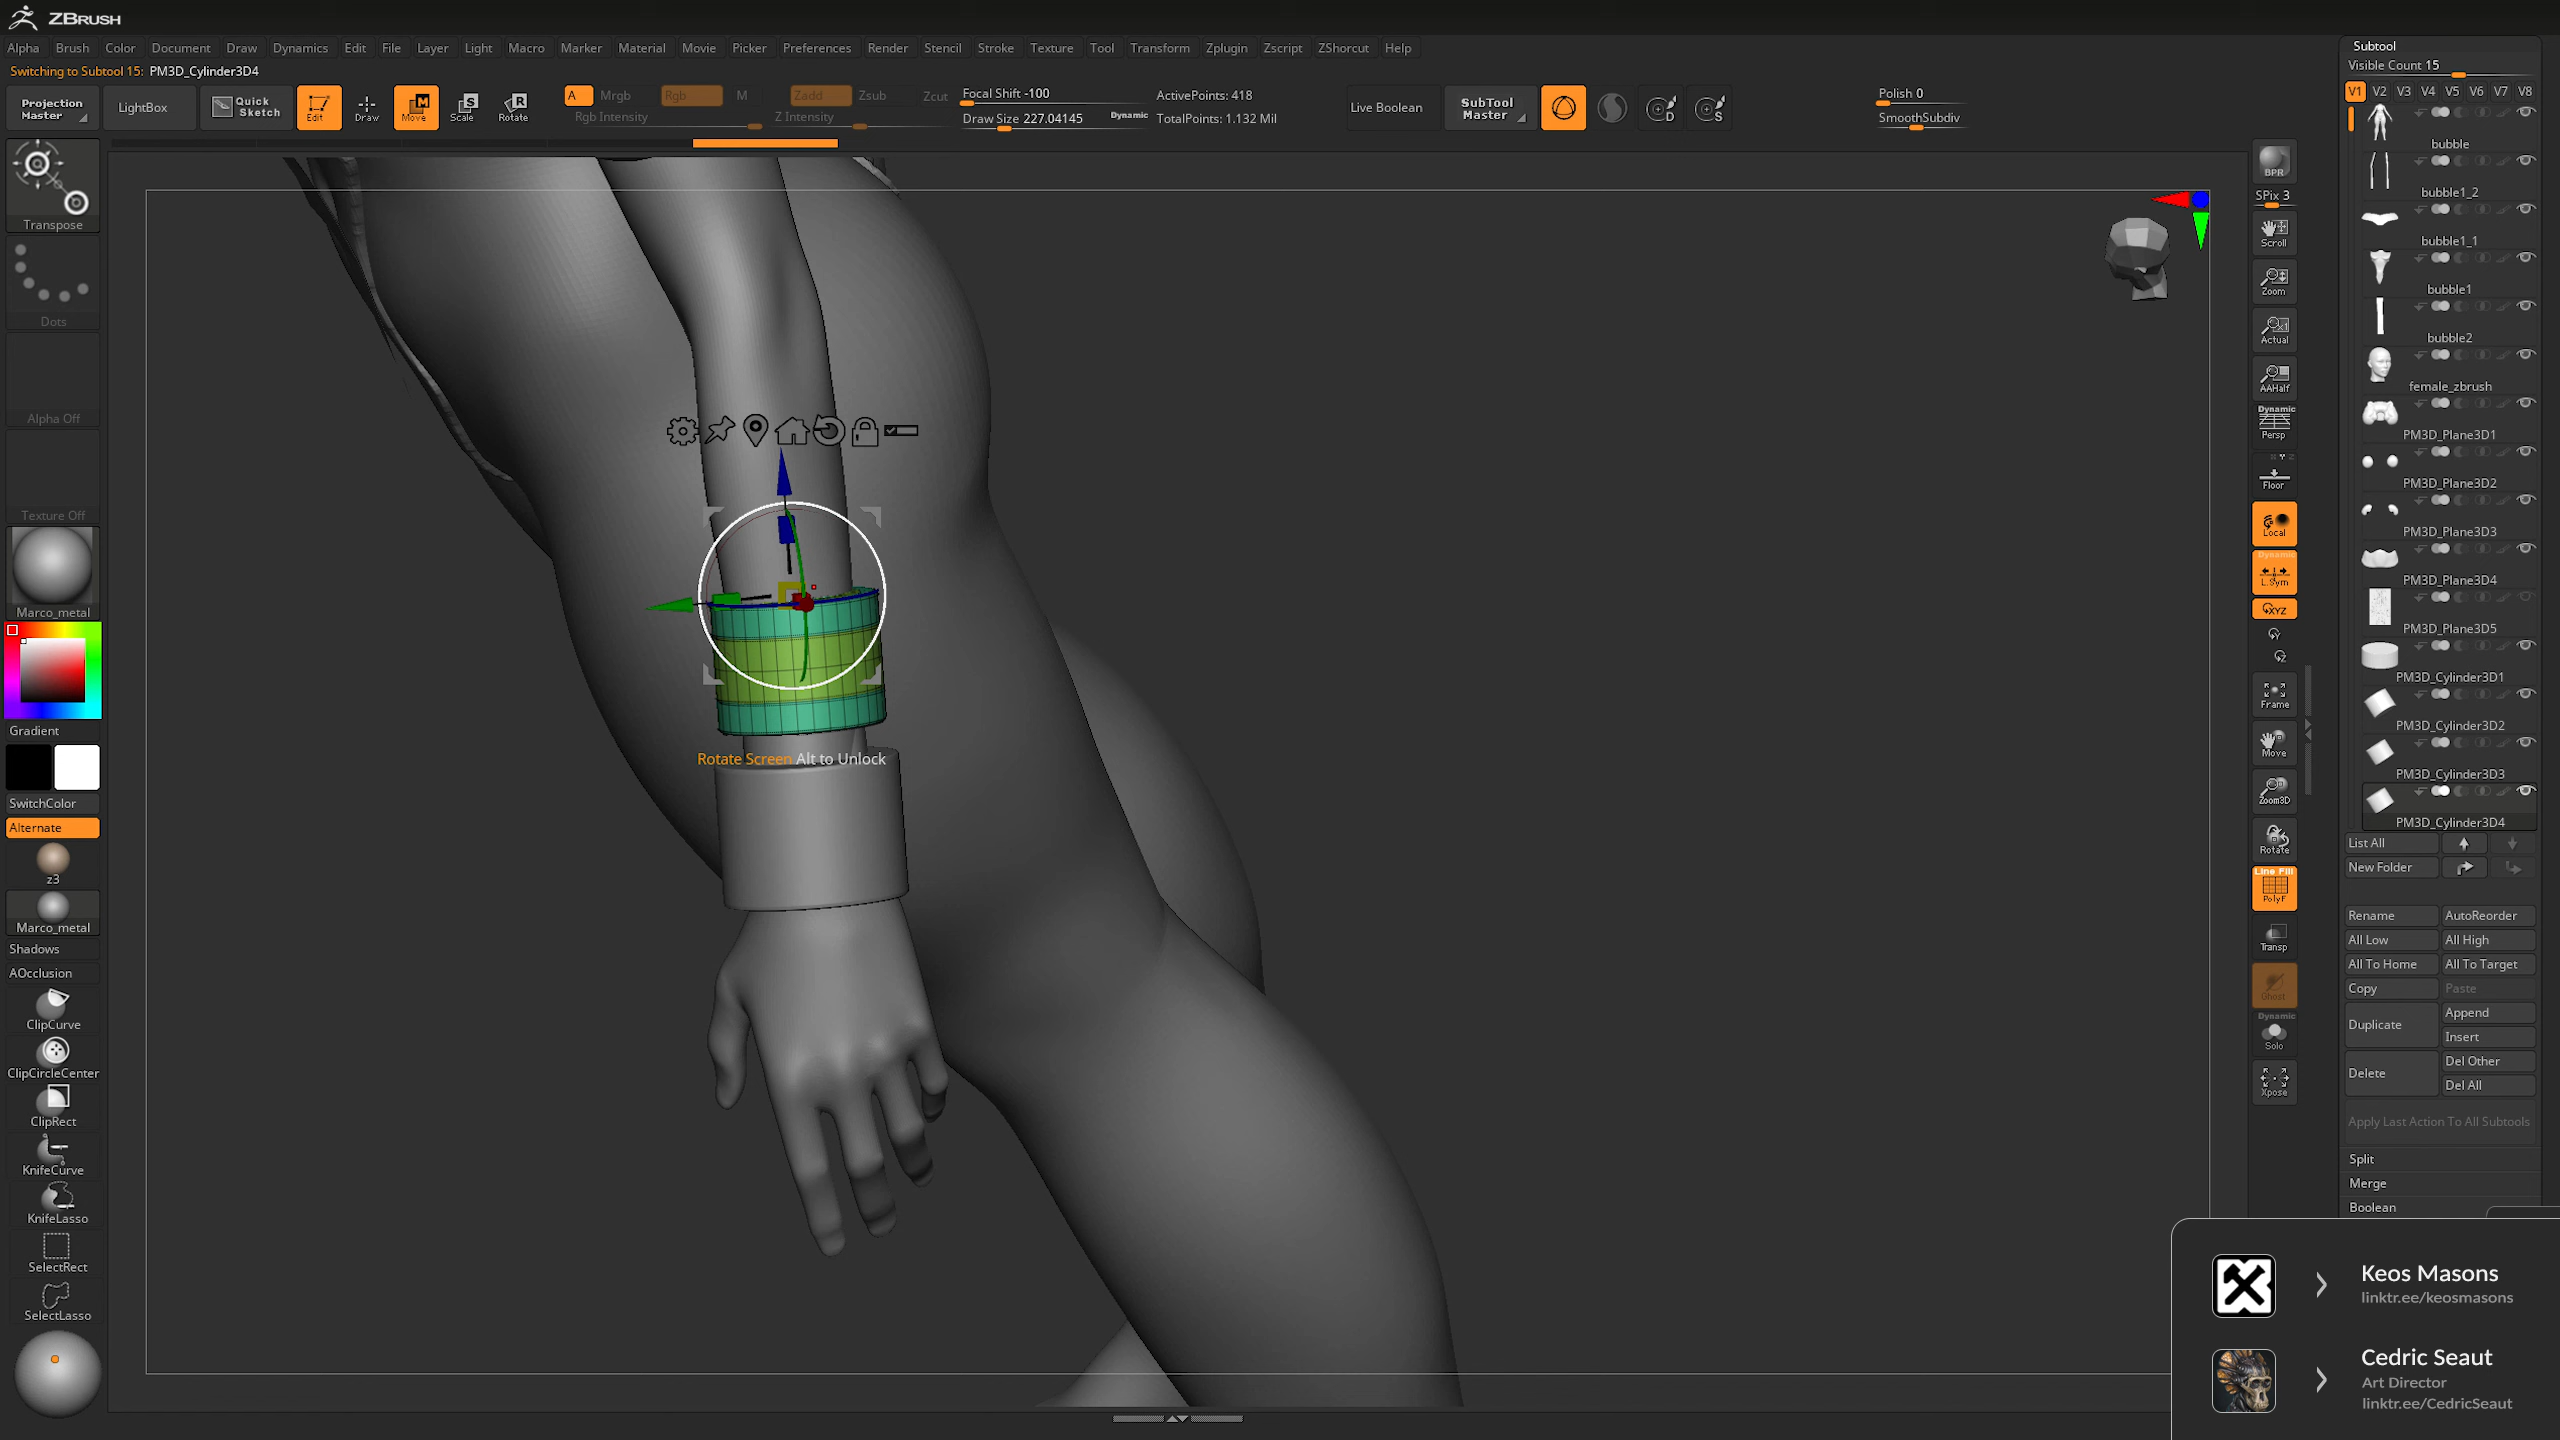 ZBRUSH
Alpha Brush Color Document Draw Dynamics Edit File Layer Light Macro Marker Material Movie Picker Preferences Render Stencil Stroke Texture Tool Transform Zplugin Zscript ZShorcut Help
Switching to Subtool 15: PM3D_Cylinder3D4
Projection Master
LightBox
Quick Sketch
Edit
Draw
Move
Scale
Rotate
A Mrgb Rgb M Zadd Zsub Zcut
Rgb Intensity Z Intensity
Focal Shift -100
Draw Size 227.04145 Dynamic
ActivePoints: 418
TotalPoints: 1.132 Mil
Live Boolean
SubTool Master
D
S
Polish 0
SmoothSubdiv
Transpose
Dots
Alpha Off
Texture Off
Marco_metal
Gradient
SwitchColor
Alternate
z3
Marco_metal
Shadows
AOcclusion
ClipCurve
ClipCircleCenter
ClipRect
KnifeCurve
KnifeLasso
SelectRect
SelectLasso
Rotate Screen Alt to Unlock
BPR
SPix 3
Scroll
Zoom
Actual
AAHalf
Dynamic
Persp
Floor
Local
Dynamic
L.Sym
XYZ
Frame
Move
Zoom3D
Rotate
Line Fill
PolyF
Transp
Ghost
Dynamic
Solo
Xpose
Subtool
Visible Count 15
V1 V2 V3 V4 V5 V6 V7 V8
bubble
bubble1_2
bubble1_1
bubble1
bubble2
female_zbrush
PM3D_Plane3D1
PM3D_Plane3D2
PM3D_Plane3D3
PM3D_Plane3D4
PM3D_Plane3D5
PM3D_Cylinder3D1
PM3D_Cylinder3D2
PM3D_Cylinder3D3
PM3D_Cylinder3D4
List All
New Folder
Rename AutoReorder
All Low All High
All To Home All To Target
Copy Paste
Duplicate Append
Insert
Delete Del Other
Del All
Apply Last Action To All Subtools
Split
Merge
Boolean
Keos Masons
linktr.ee/keosmasons
Cedric Seaut
Art Director
linktr.ee/CedricSeaut